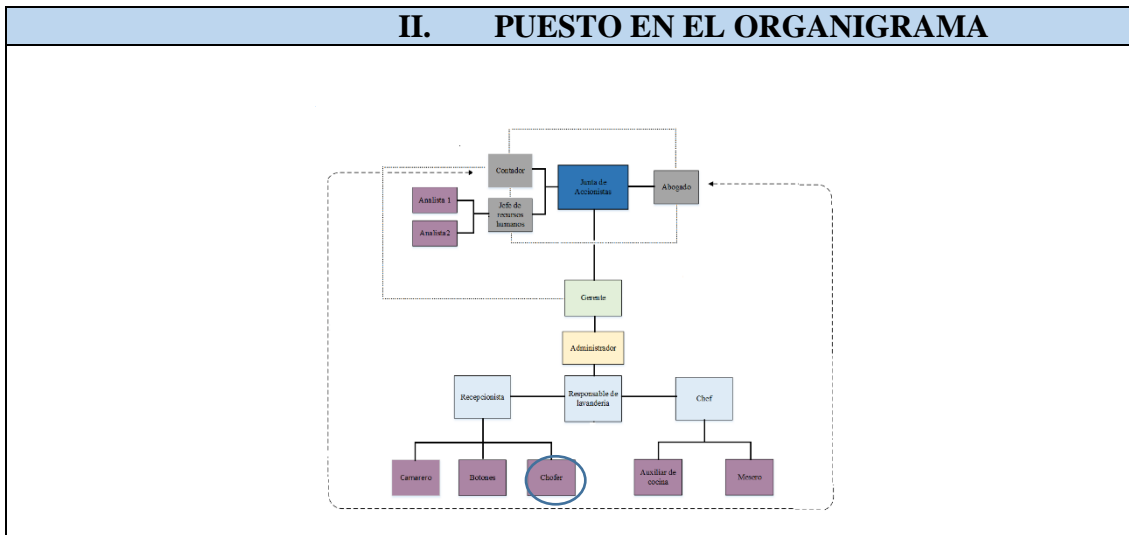 II. PUESTO EN EL ORGANIGRAMA
Contador
Junta de
Accionistas
Abogado
Analista 1
Jefe de
recursos
humanos
Analista2
Gerente
Administrador
Recepcionista
Responsable de
lavandería
Chef
Camarero
Botones
Chofer
Auxiliar de
cocina
Mesero